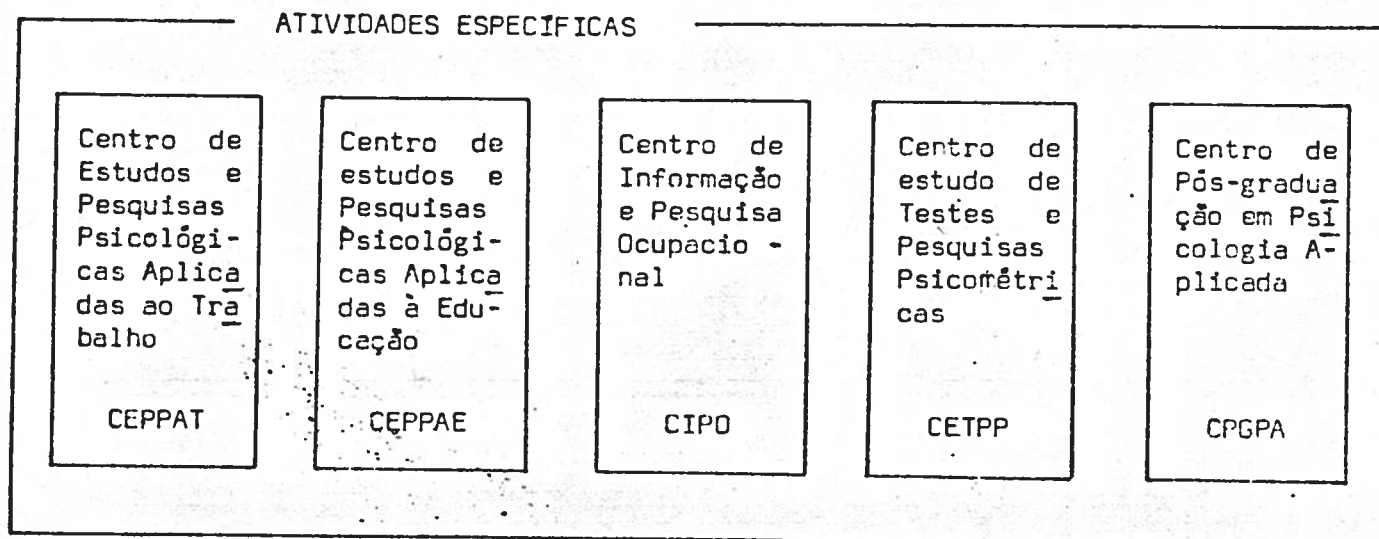 ATIVIDADES ESPECÍFICAS
Centro de
Estudos e
Pesquisas
Psicológi-
cas Aplica
das ao Tra
balho
CEPPAT
Centro de
estudos e
Pesquisas
Psicológi-
cas Aplica
das à Edu-
cação
CEPPAE
Centro de
Informação
e Pesquisa
Ocupacio -
nal
CIPO
Centro de
estudo de
Testes e
Pesquisas
Psicométri
cas
CETPP
Centro de
Pós-gradua
ção em Psi
cologia A-
plicada
CPGPA